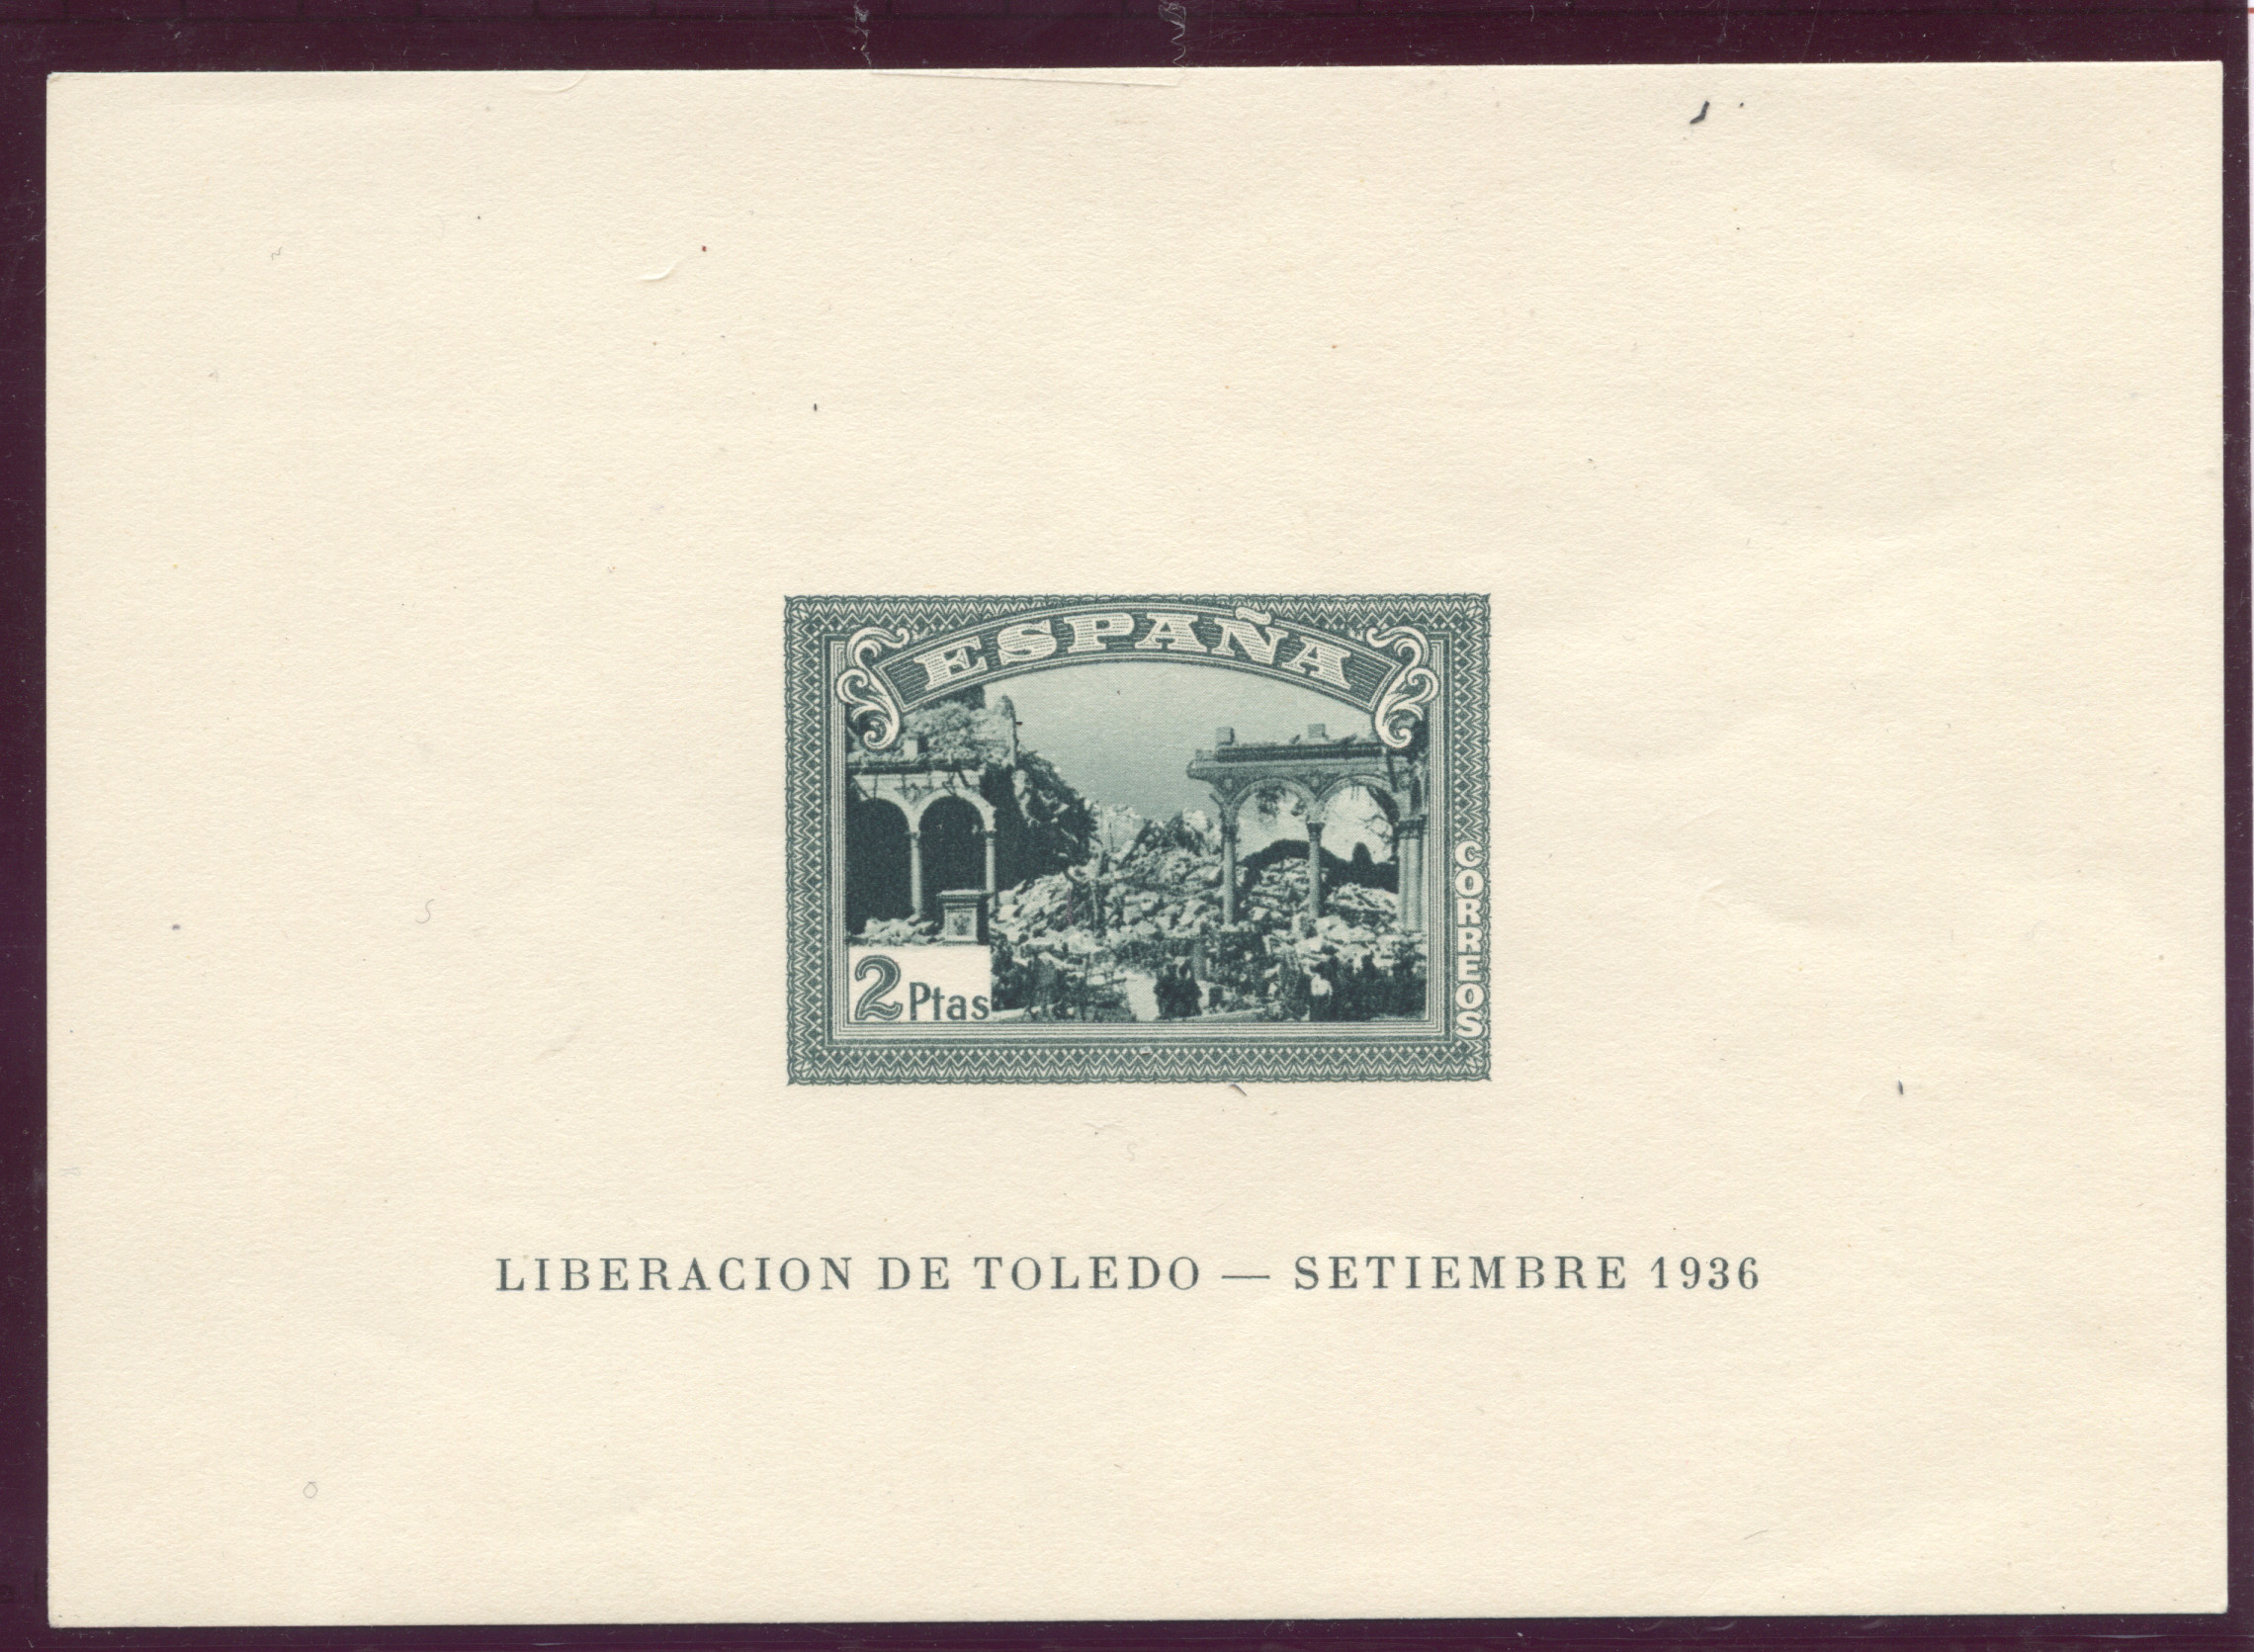 ESPAÑA
CORREOS
2 Ptas
LIBERACION DE TOLEDO — SETIEMBRE 1936